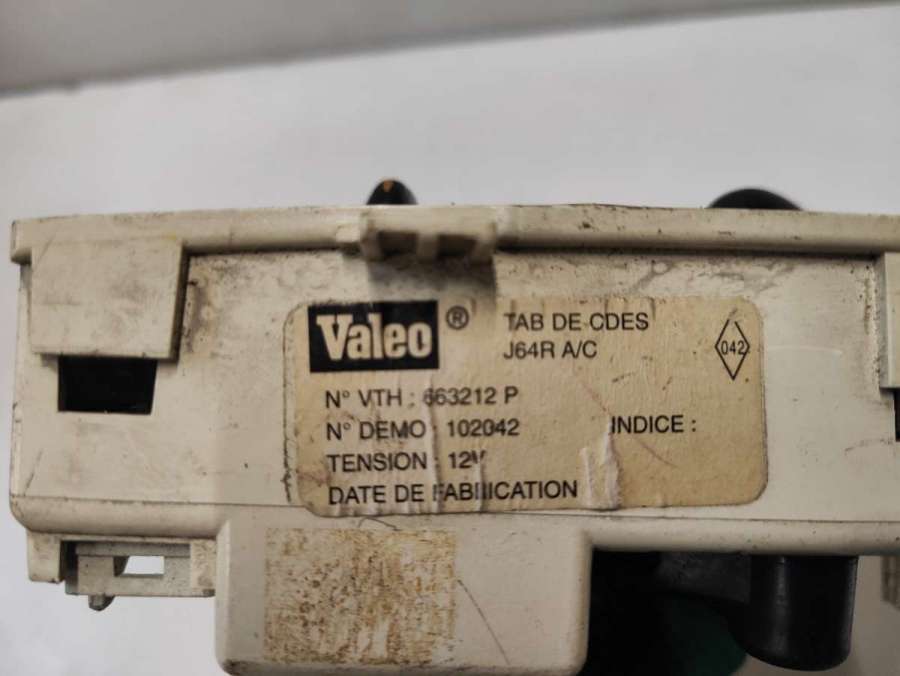 Valeo ®
TAB DE CDES
J64R A/C
042
N° VTH : 663212 P
N° DEMO : 102042 INDICE :
TENSION : 12V
DATE DE FABRICATION